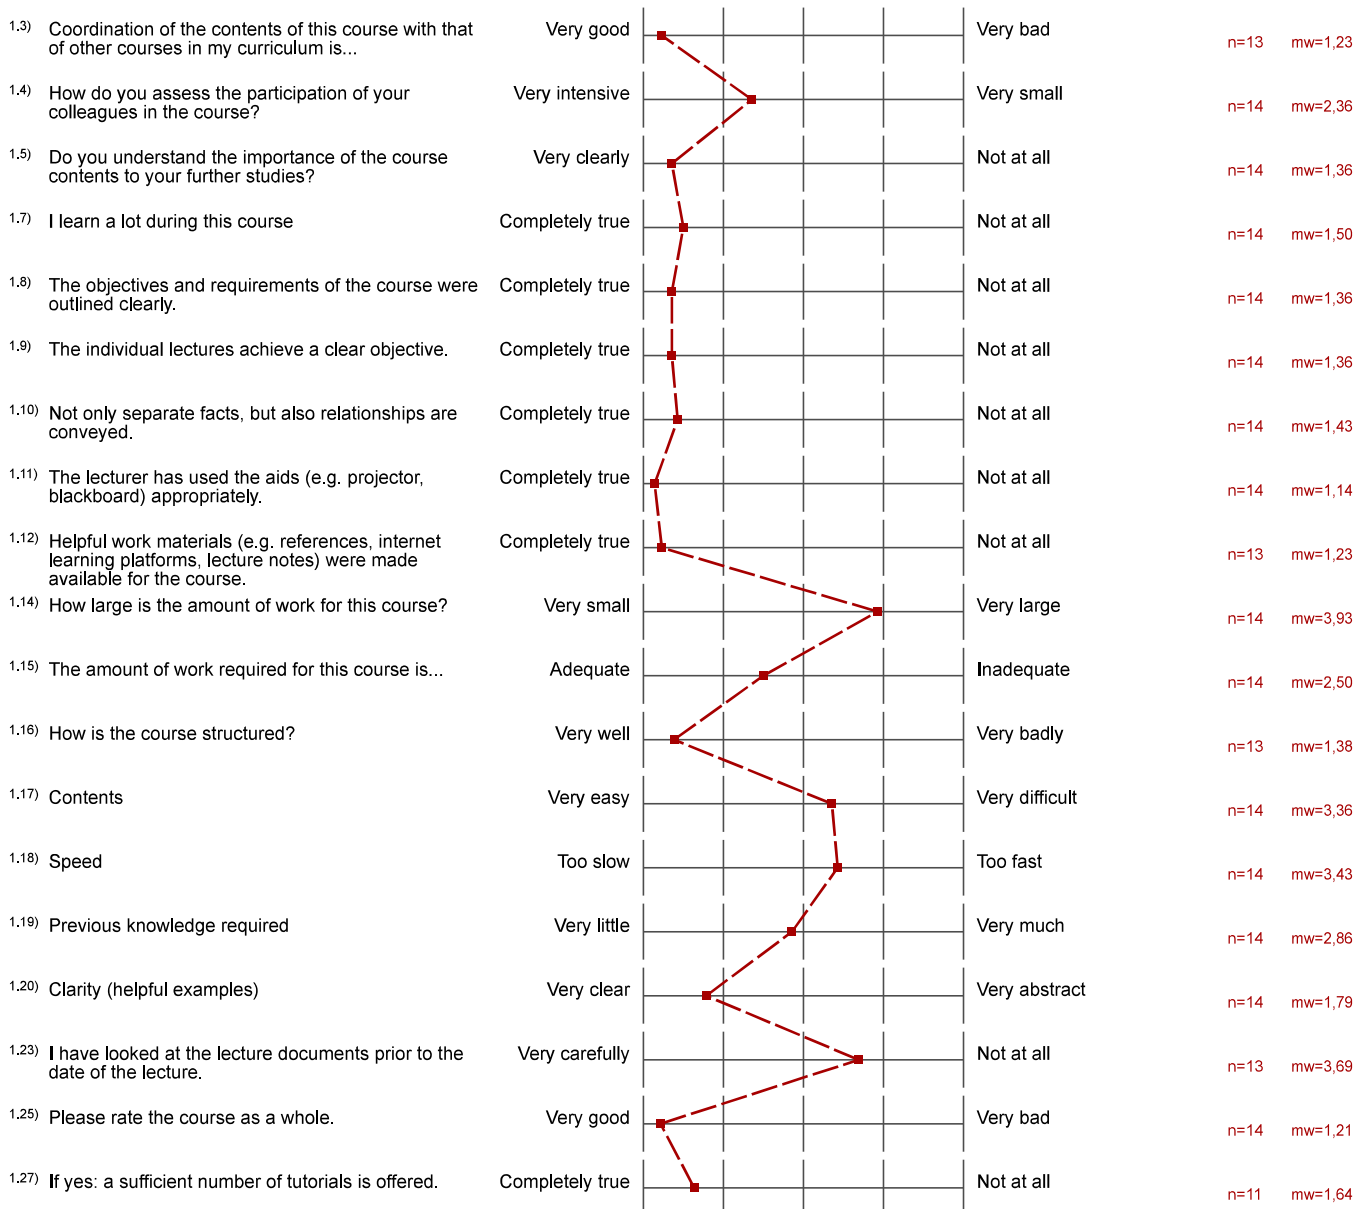 1.3) Coordination of the contents of this course with that Very good Very bad n=13 mw=1,23
of other courses in my curriculum is...
1.4) How do you assess the participation of your Very intensive Very small n=14 mw=2,36
colleagues in the course?
1.5) Do you understand the importance of the course Very clearly Not at all n=14 mw=1,36
contents to your further studies?
1.7) I learn a lot during this course Completely true Not at all n=14 mw=1,50
1.8) The objectives and requirements of the course were Completely true Not at all n=14 mw=1,36
outlined clearly.
1.9) The individual lectures achieve a clear objective. Completely true Not at all n=14 mw=1,36
1.10) Not only separate facts, but also relationships are Completely true Not at all n=14 mw=1,43
conveyed.
1.11) The lecturer has used the aids (e.g. projector, Completely true Not at all n=14 mw=1,14
blackboard) appropriately.
1.12) Helpful work materials (e.g. references, internet Completely true Not at all n=13 mw=1,23
learning platforms, lecture notes) were made
available for the course.
1.14) How large is the amount of work for this course? Very small Very large n=14 mw=3,93
1.15) The amount of work required for this course is... Adequate Inadequate n=14 mw=2,50
1.16) How is the course structured? Very well Very badly n=13 mw=1,38
1.17) Contents Very easy Very difficult n=14 mw=3,36
1.18) Speed Too slow Too fast n=14 mw=3,43
1.19) Previous knowledge required Very little Very much n=14 mw=2,86
1.20) Clarity (helpful examples) Very clear Very abstract n=14 mw=1,79
1.23) I have looked at the lecture documents prior to the Very carefully Not at all n=13 mw=3,69
date of the lecture.
1.25) Please rate the course as a whole. Very good Very bad n=14 mw=1,21
1.27) If yes: a sufficient number of tutorials is offered. Completely true Not at all n=11 mw=1,64